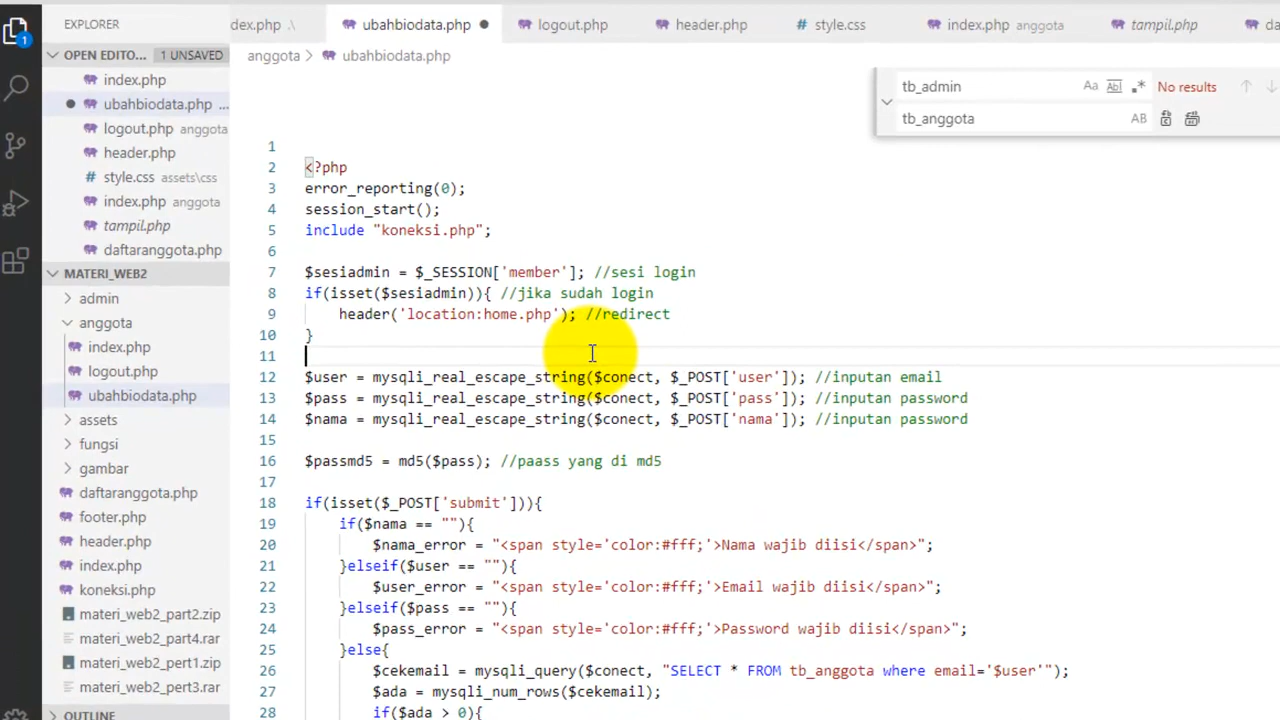 EXPLORER
OPEN EDITO... 1 UNSAVED
index.php
ubahbiodata.php ...
logout.php anggota
header.php
style.css assets\css
index.php anggota
tampil.php
daftaranggota.php
MATERI_WEB2
admin
anggota
index.php
logout.php
ubahbiodata.php
assets
fungsi
gambar
daftaranggota.php
footer.php
header.php
index.php
koneksi.php
materi_web2_part2.zip
materi_web2_part4.rar
materi_web2_pert1.zip
materi_web2_pert3.rar
OUTLINE
1
dex.php .\ ubahbiodata.php logout.php header.php style.css index.php anggota tampil.php da
anggota > ubahbiodata.php
tb_admin Aa Abl .* No results
tb_anggota AB
1
2 <?php
3 error_reporting(0);
4 session_start();
5 include "koneksi.php";
6
7 $sesiadmin = $_SESSION['member']; //sesi login
8 if(isset($sesiadmin)){ //jika sudah login
9 header('location:home.php'); //redirect
10 }
11
12 $user = mysqli_real_escape_string($conect, $_POST['user']); //inputan email
13 $pass = mysqli_real_escape_string($conect, $_POST['pass']); //inputan password
14 $nama = mysqli_real_escape_string($conect, $_POST['nama']); //inputan password
15
16 $passmd5 = md5($pass); //paass yang di md5
17
18 if(isset($_POST['submit'])){
19 if($nama == ""){
20 $nama_error = "<span style='color:#fff;'>Nama wajib diisi</span>";
21 }elseif($user == ""){
22 $user_error = "<span style='color:#fff;'>Email wajib diisi</span>";
23 }elseif($pass == ""){
24 $pass_error = "<span style='color:#fff;'>Password wajib diisi</span>";
25 }else{
26 $cekemail = mysqli_query($conect, "SELECT * FROM tb_anggota where email='$user'");
27 $ada = mysqli_num_rows($cekemail);
28 if($ada > 0){